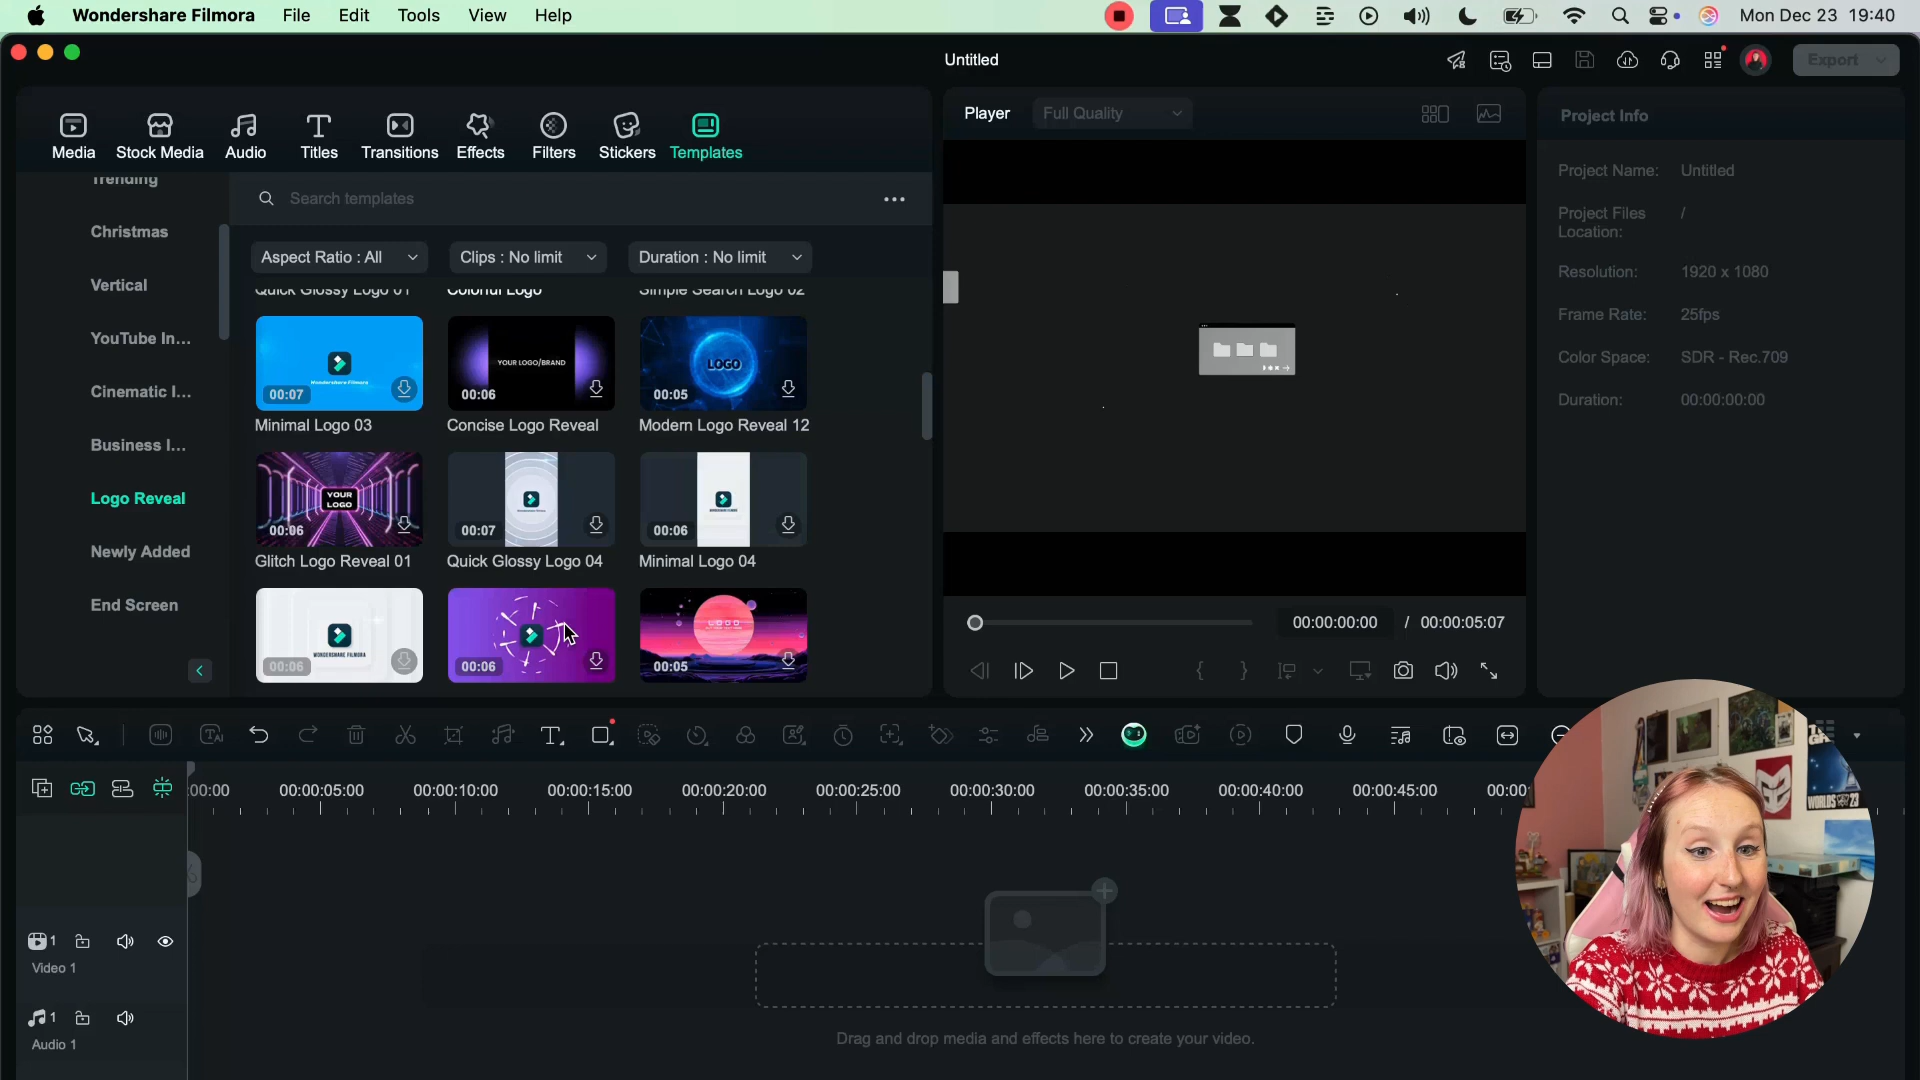 Wondershare Filmora File Edit Tools View Help
Mon Dec 23 19:40
Untitled
Export
Media Stock Media Audio Titles Transitions Effects Filters Stickers Templates
Player Full Quality
Project Info
Trending
Christmas
Vertical
YouTube In...
Cinematic I...
Business I...
Logo Reveal
Newly Added
End Screen
Search templates
Aspect Ratio : All
Clips : No limit
Duration : No limit
Quick Glossy Logo 01
Colorful Logo
Simple Search Logo 02
Wondershare Filmora
00:07
Minimal Logo 03
YOUR LOGO/BRAND
00:06
Concise Logo Reveal
LOGO
00:05
Modern Logo Reveal 12
YOUR
LOGO
00:06
Glitch Logo Reveal 01
00:07
Quick Glossy Logo 04
00:06
Minimal Logo 04
WONDERSHARE FILMORA
00:06
00:06
LOGO
00:05
Project Name: Untitled
Project Files Location: /
Resolution: 1920 x 1080
Frame Rate: 25fps
Color Space: SDR - Rec.709
Duration: 00:00:00:00
00:00:00:00 / 00:00:05:07
:00:00 00:00:05:00 00:00:10:00 00:00:15:00 00:00:20:00 00:00:25:00 00:00:30:00 00:00:35:00 00:00:40:00 00:00:45:00 00:00:
1
Video 1
1
Audio 1
Drag and drop media and effects here to create your video.
WORLDS 23